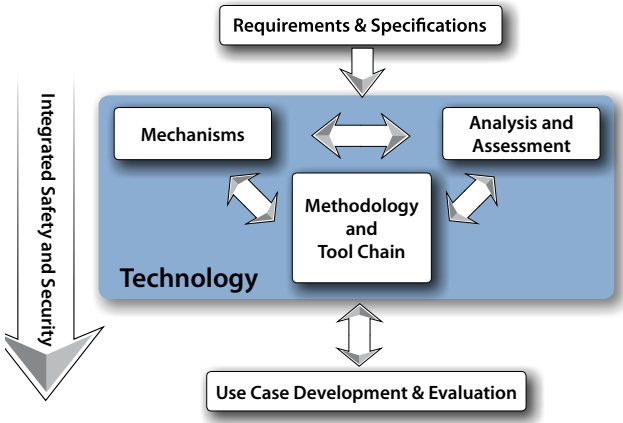 Requirements & Specifications
Integrated Safety and Security
Mechanisms
Analysis and
Assessment
Methodology
and
Tool Chain
Technology
Use Case Development & Evaluation